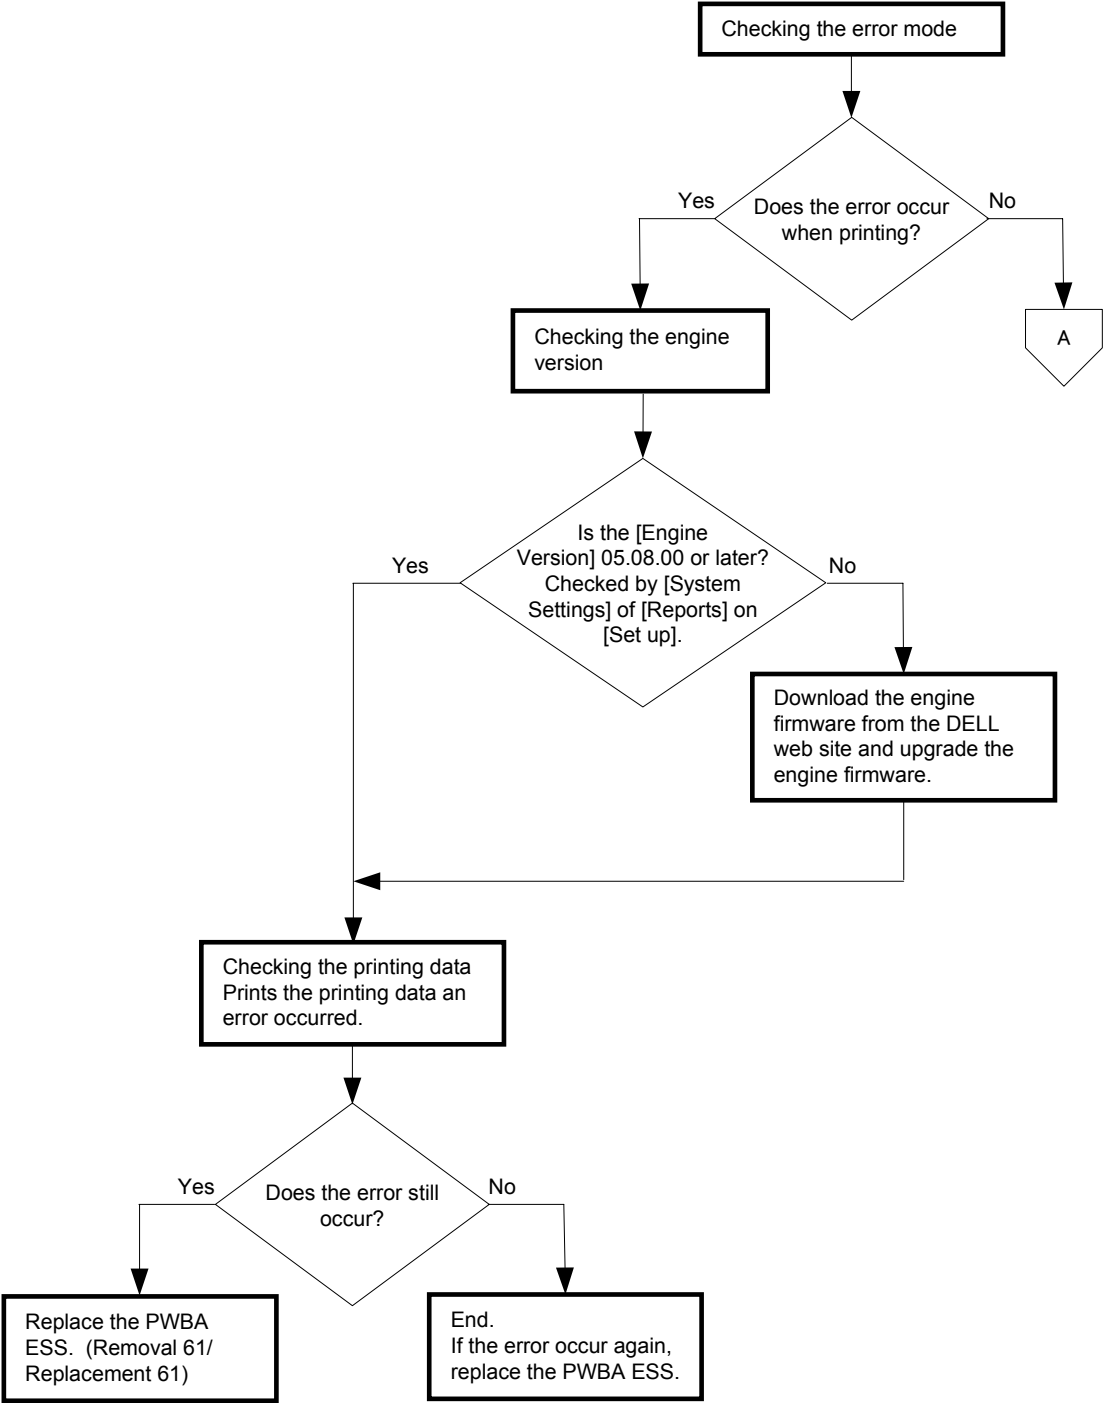 Checking the error mode
Does the error occur
when printing?
Yes
No
A
Checking the engine
version
Is the [Engine
Version] 05.08.00 or later?
Checked by [System
Settings] of [Reports] on
[Set up].
Yes
No
Download the engine
firmware from the DELL
web site and upgrade the
engine firmware.
Checking the printing data
Prints the printing data an
error occurred.
Does the error still
occur?
Yes
No
Replace the PWBA
ESS.  (Removal 61/
Replacement 61)
End.
If the error occur again,
replace the PWBA ESS.